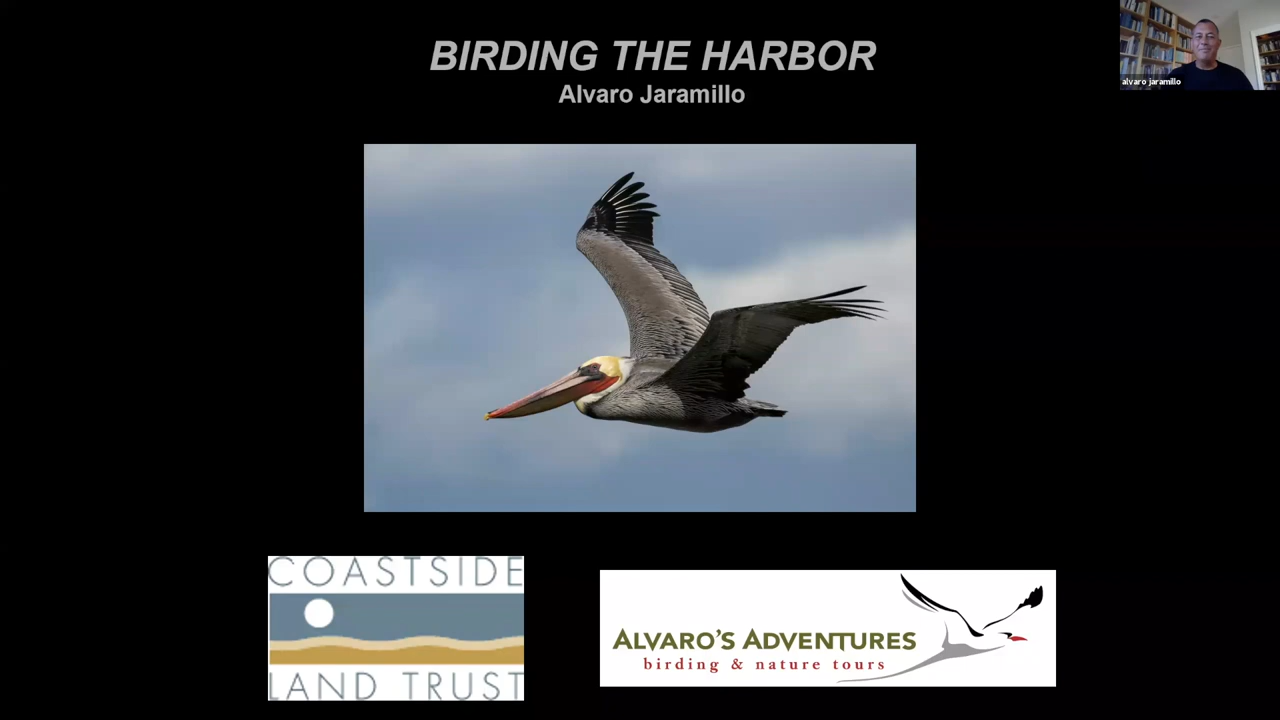 BIRDING THE HARBOR
Alvaro Jaramillo
alvaro jaramillo
COASTSIDE
LAND TRUST
ALVARO'S ADVENTURES
birding & nature tours